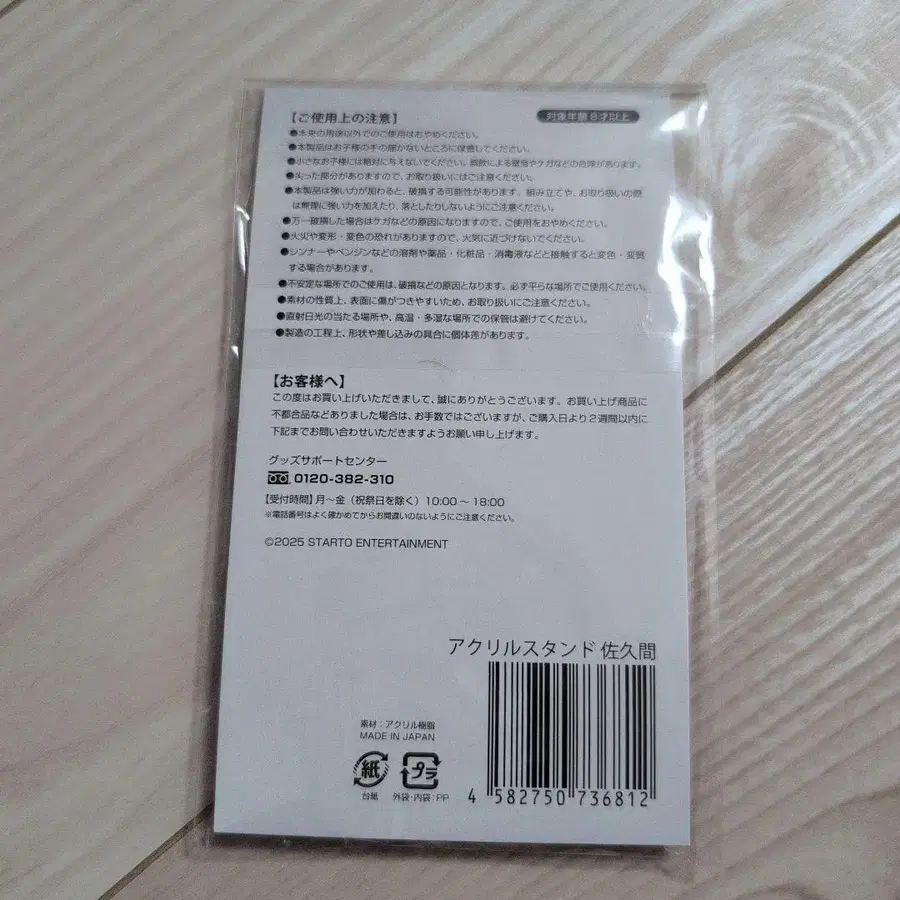 【ご使用上の注意】
対象年齢 8才以上
●本来の用途以外でのご使用はおやめください。
●本製品はお子様の手の届かないところに保管してください。
●小さなお子様には絶対に与えないでください。誤飲による窒息やケガなどの危険が有ります。
●尖った部分がありますので、お取り扱いにはご注意ください。
●本製品は強い力が加わると、破損する可能性があります。組み立てや、お取り扱いの際
は無理に強い力を加えたり、落としたりしないようにご注意ください。
●万一破損した場合はケガなどの原因になりますので、ご使用をおやめください。
●火災や変形・変色の恐れがありますので、火気に近づけないでください。
●シンナーやベンジンなどの溶剤や薬品・化粧品・消毒液などと接触すると変色・変質
する場合があります。
●不安定な場所でのご使用は、破損などの原因となります。必ず平らな場所でご使用ください。
●素材の性質上、表面に傷がつきやすいため、お取り扱いにご注意ください。
●直射日光の当たる場所や、高温・多湿な場所での保管は避けてください。
●製造の工程上、形状や差し込みの具合に個体差があります。
【お客様へ】
この度はお買い上げいただきまして、誠にありがとうございます。お買い上げ商品に
不都合品などありました場合は、お手数ではございますが、ご購入日より2週間以内に
下記までお問い合わせいただきますようお願い申し上げます。
グッズサポートセンター
0120-382-310
【受付時間】月～金（祝祭日を除く）10:00～18:00
※電話番号はよく確かめてからお間違いのないようにご注意ください。
©2025 STARTO ENTERTAINMENT
アクリルスタンド 佐久間
素材：アクリル樹脂
MADE IN JAPAN
紙
プラ
台紙
外袋・内袋：PP
4 582750 736812